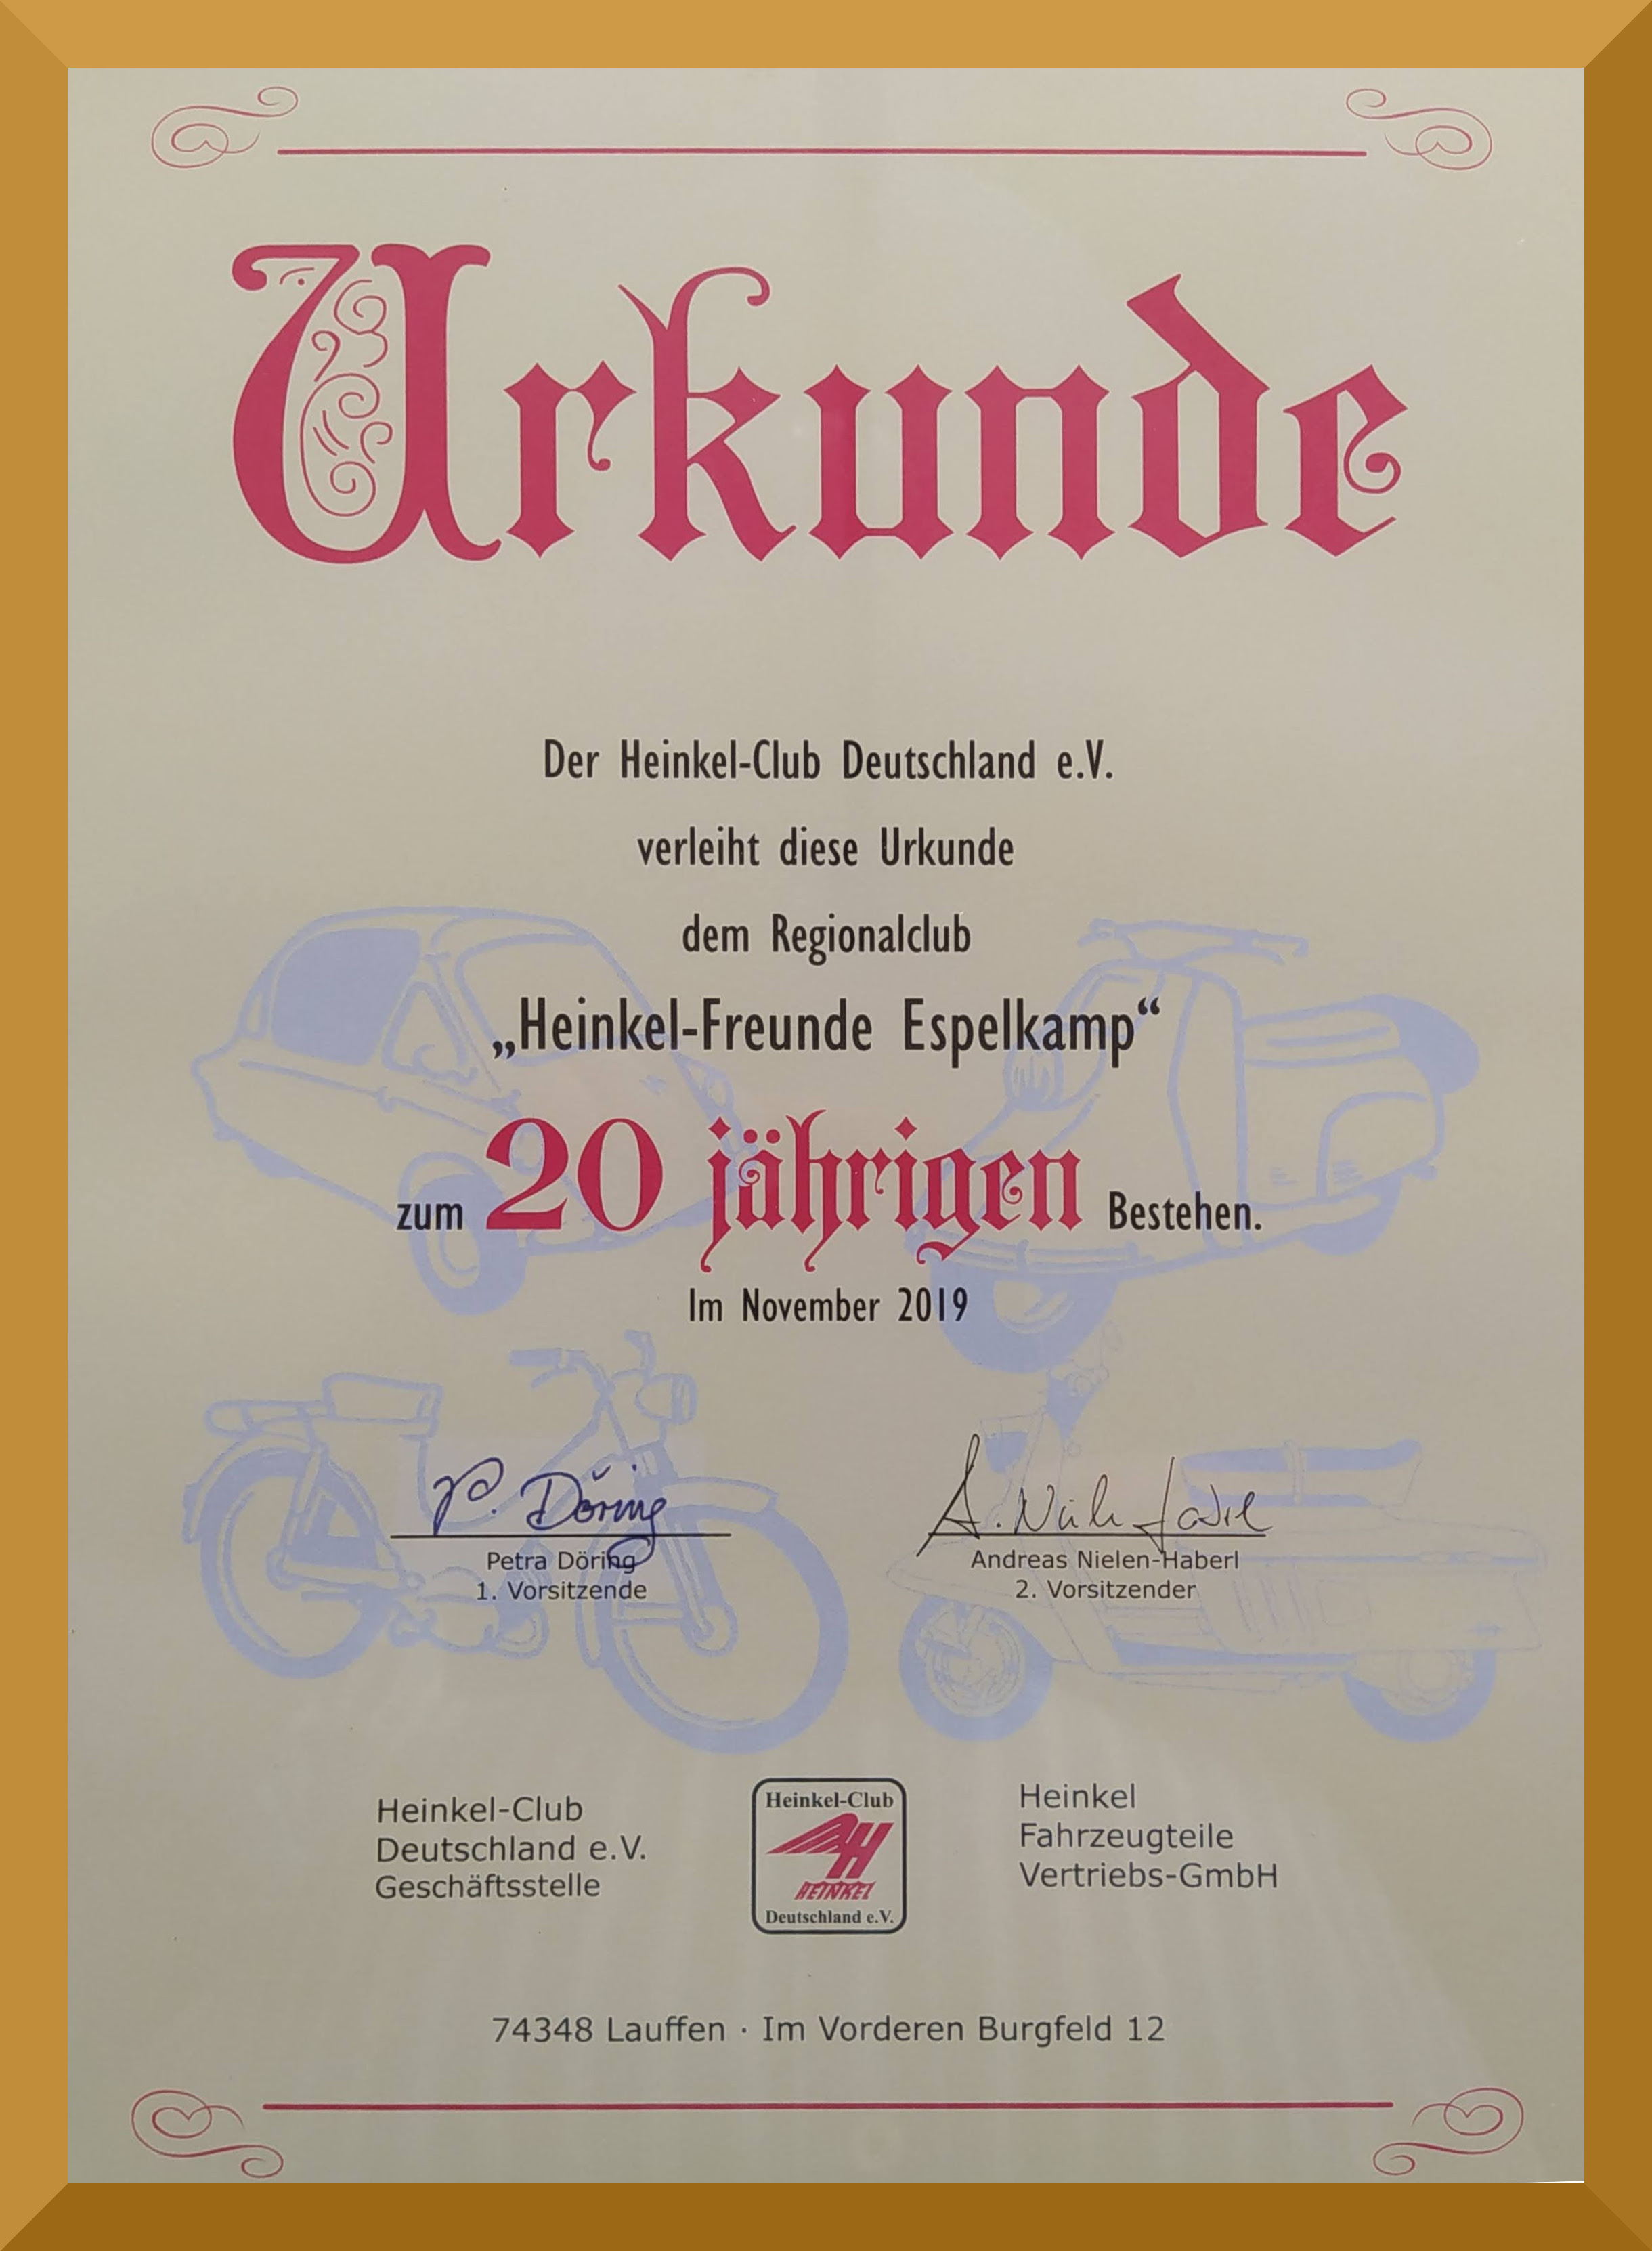 Urkunde
Der Heinkel-Club Deutschland e.V.
verleiht diese Urkunde
dem Regionalclub
„Heinkel-Freunde Espelkamp“
zum 20 jährigen Bestehen.
Im November 2019
P. Döring
Petra Döring
1. Vorsitzende
Andreas Nielen-Haberl
2. Vorsitzender
Heinkel-Club
Deutschland e.V.
Geschäftsstelle
Heinkel-Club
H
HEINKEL
Deutschland e.V.
Heinkel
Fahrzeugteile
Vertriebs-GmbH
74348 Lauffen · Im Vorderen Burgfeld 12